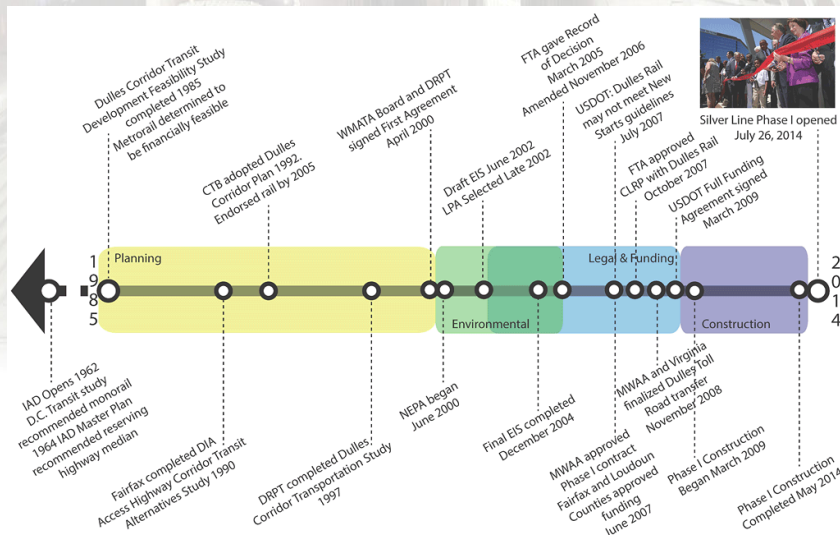 Dulles Corridor Transit
Development Feasibility Study
completed 1985
Metrorail determined to
be financially feasible
CTB adopted Dulles
Corridor Plan 1992.
Endorsed rail by 2005
WMATA Board and DRPT
signed First Agreement
April 2000
Draft EIS June 2002
LPA Selected Late 2002
FTA gave Record
of Decision
March 2005
Amended November 2006
USDOT: Dulles Rail
may not meet New
Starts guidelines
July 2007
FTA approved
CLRP with Dulles Rail
October 2007
USDOT Full Funding
Agreement signed
March 2009
Silver Line Phase I opened
July 26, 2014
1985
Planning
Environmental
Legal & Funding
Construction
2014
IAD Opens 1962
D.C. Transit study
recommended monorail
1964 IAD Master Plan
recommended reserving
highway median
Fairfax completed DIA
Access Highway Corridor Transit
Alternatives Study 1990
DRPT completed Dulles
Corridor Transportation Study
1997
NEPA began
June 2000
Final EIS completed
December 2004
MWAA approved
Phase I contract
Fairfax and Loudoun
Counties approved
funding
June 2007
MWAA and Virginia
finalized Dulles Toll
Road transfer
November 2008
Phase I Construction
Began March 2009
Phase I Construction
Completed May 2014